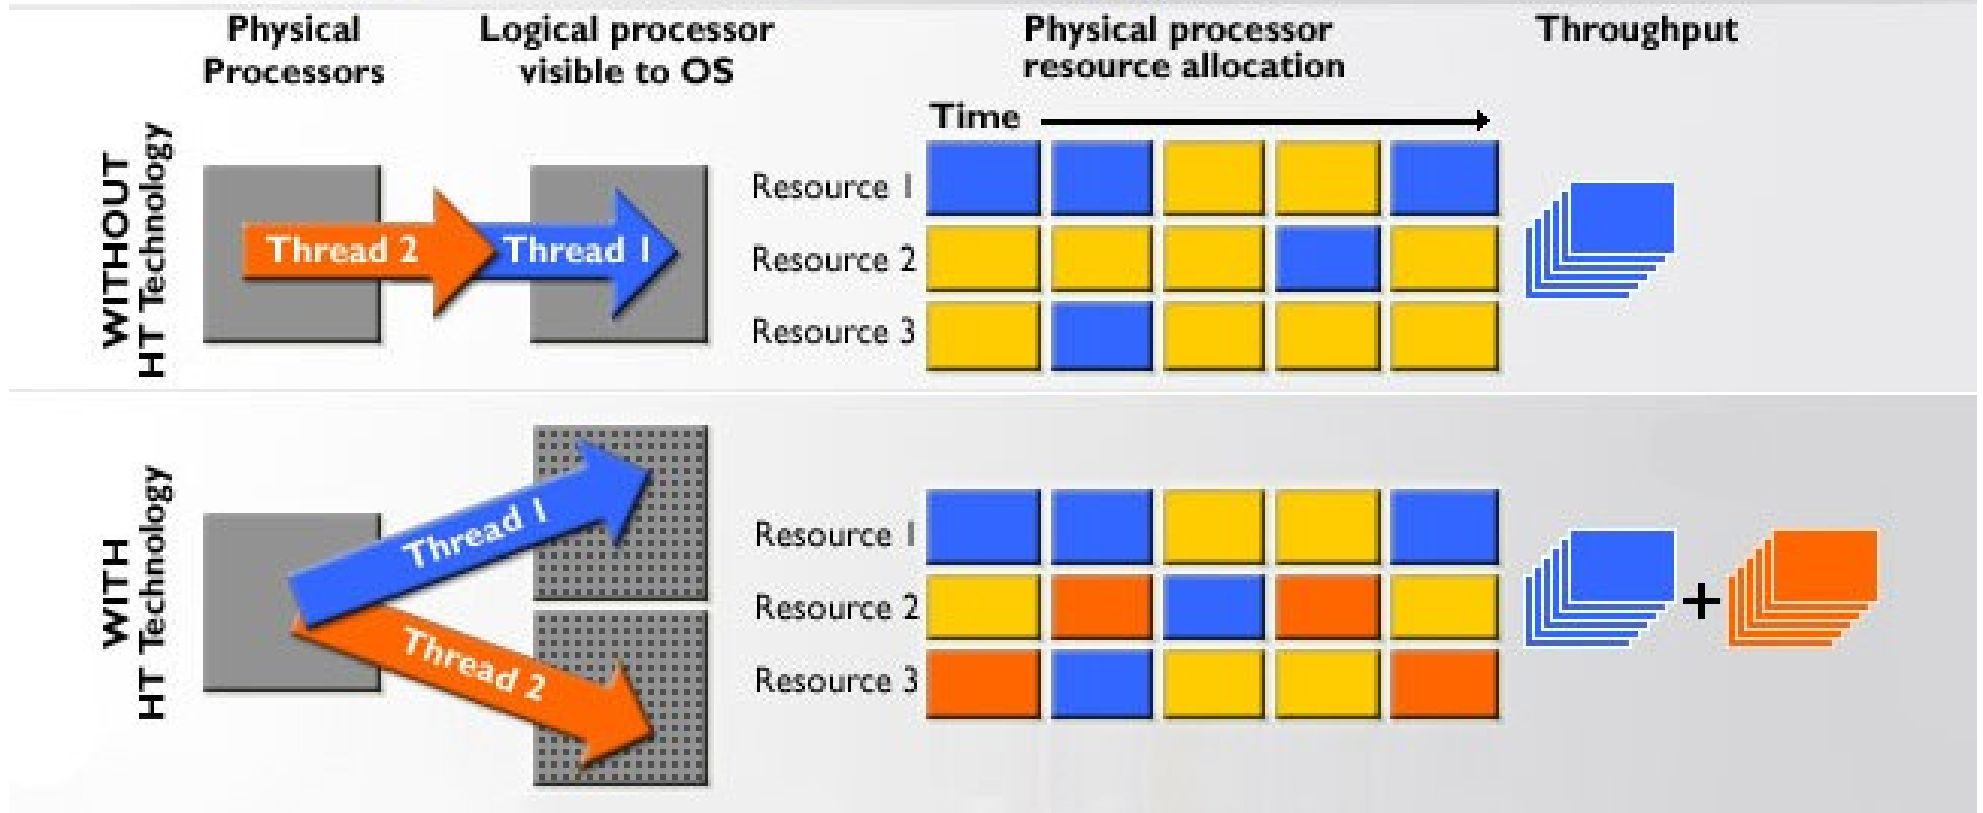 Physical
Processors
Logical processor
visible to OS
Physical processor
resource allocation
Throughput
WITHOUT
HT Technology
Thread 2
Thread 1
Time
Resource 1
Resource 2
Resource 3
WITH
HT Technology
Thread 1
Thread 2
Resource 1
Resource 2
Resource 3
+